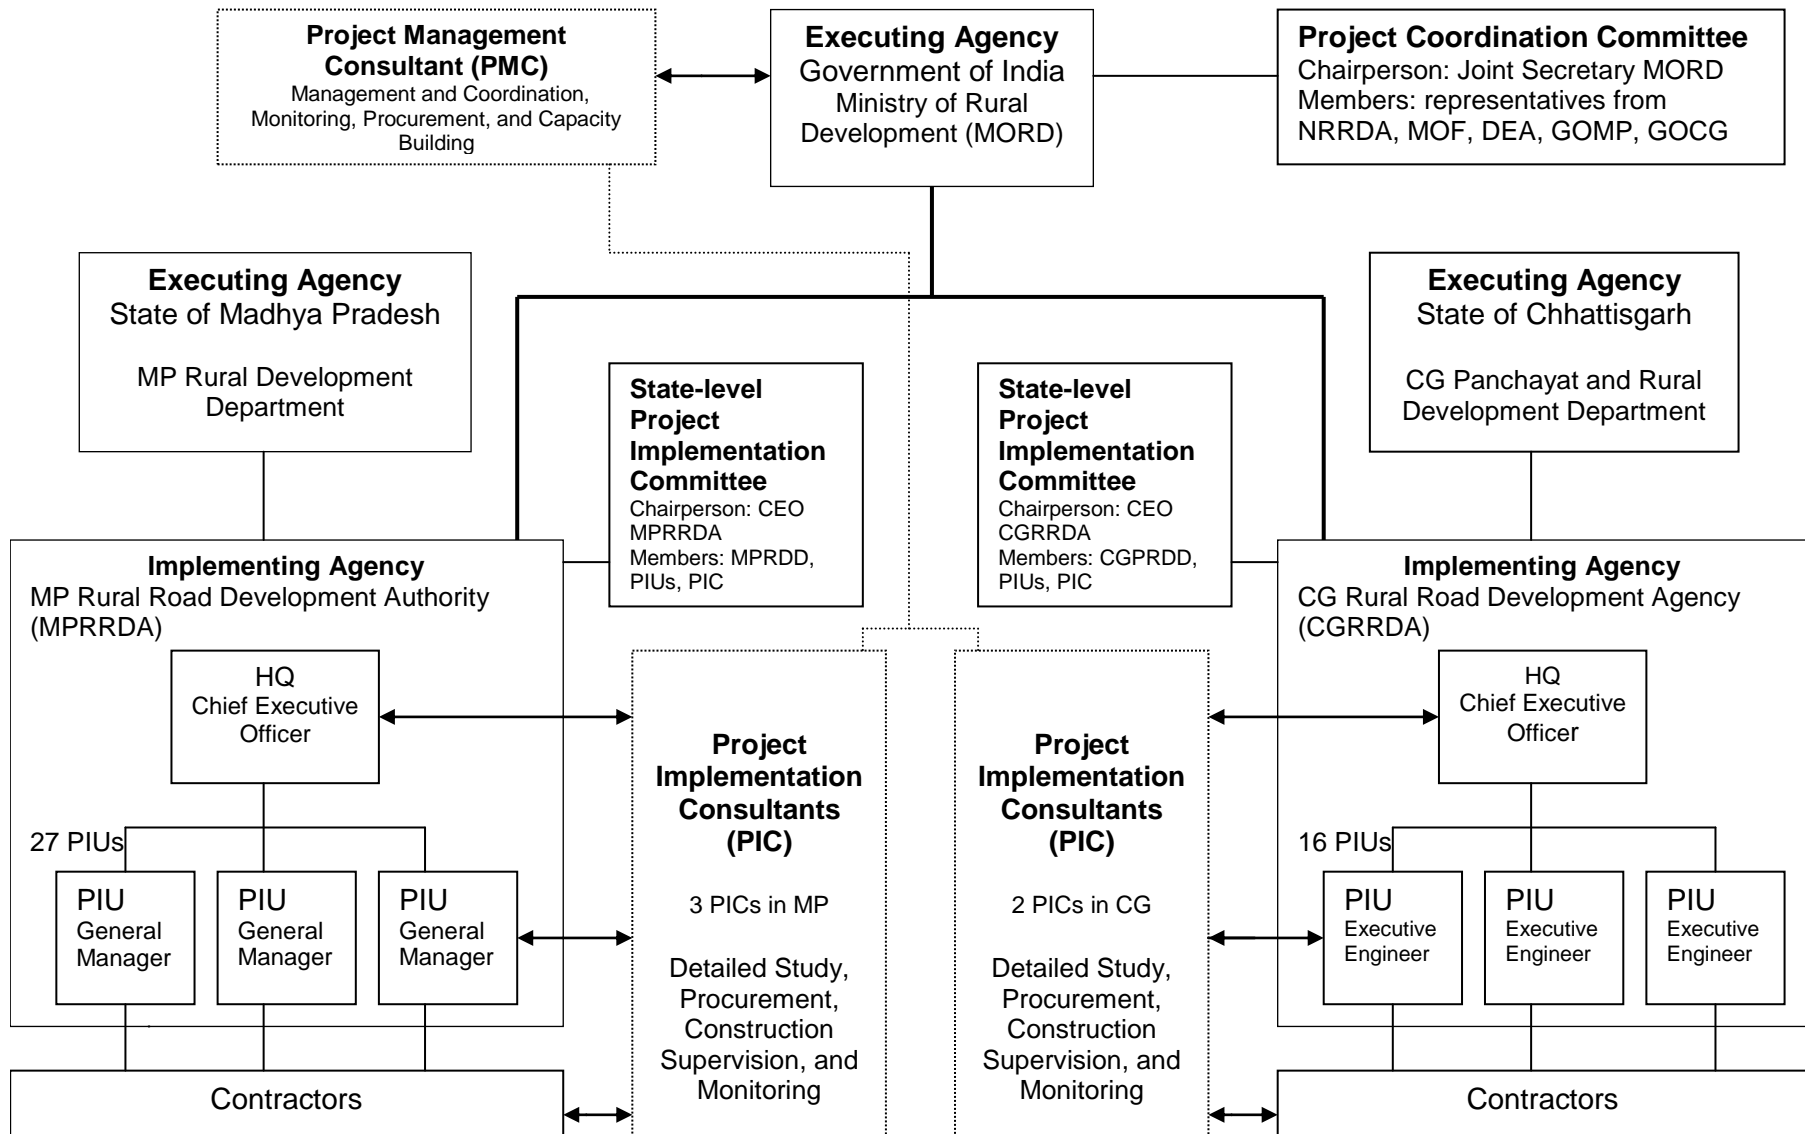 Project Management
Consultant (PMC)
Management and Coordination,
Monitoring, Procurement, and Capacity
Building
Executing Agency
Government of India
Ministry of Rural
Development (MORD)
Project Coordination Committee
Chairperson: Joint Secretary MORD
Members: representatives from
NRRDA, MOF, DEA, GOMP, GOCG
Executing Agency
State of Madhya Pradesh
MP Rural Development
Department
Executing Agency
State of Chhattisgarh
CG Panchayat and Rural
Development Department
State-level
Project
Implementation
Committee
Chairperson: CEO
MPRRDA
Members: MPRDD,
PIUs, PIC
State-level
Project
Implementation
Committee
Chairperson: CEO
CGRRDA
Members: CGPRDD,
PIUs, PIC
Implementing Agency
MP Rural Road Development Authority
(MPRRDA)
HQ
Chief Executive
Officer
27 PIUs
PIU
General
Manager
PIU
General
Manager
PIU
General
Manager
Contractors
Project
Implementation
Consultants
(PIC)
3 PICs in MP
Detailed Study,
Procurement,
Construction
Supervision, and
Monitoring
Project
Implementation
Consultants
(PIC)
2 PICs in CG
Detailed Study,
Procurement,
Construction
Supervision, and
Monitoring
Implementing Agency
CG Rural Road Development Agency
(CGRRDA)
HQ
Chief Executive
Officer
16 PIUs
PIU
Executive
Engineer
PIU
Executive
Engineer
PIU
Executive
Engineer
Contractors